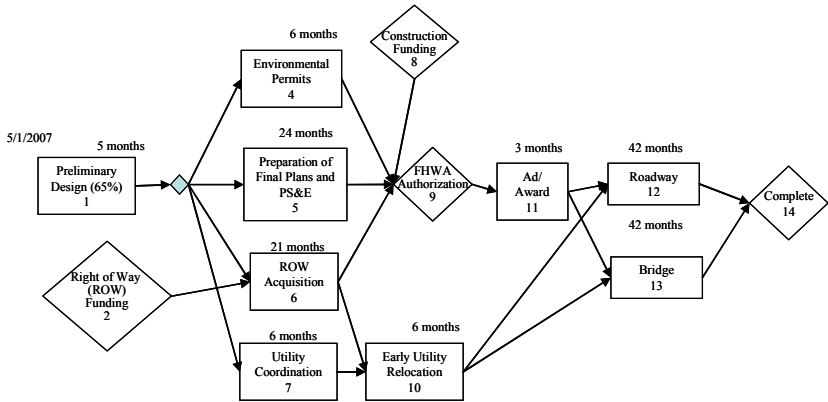 5/1/2007
5 months
Preliminary
Design (65%)
1
Right of Way
(ROW)
Funding
2
6 months
Environmental
Permits
4
24 months
Preparation of
Final Plans and
PS&E
5
21 months
ROW
Acquisition
6
6 months
Utility
Coordination
7
Construction
Funding
8
FHWA
Authorization
9
6 months
Early Utility
Relocation
10
3 months
Ad/
Award
11
42 months
Roadway
12
42 months
Bridge
13
Complete
14